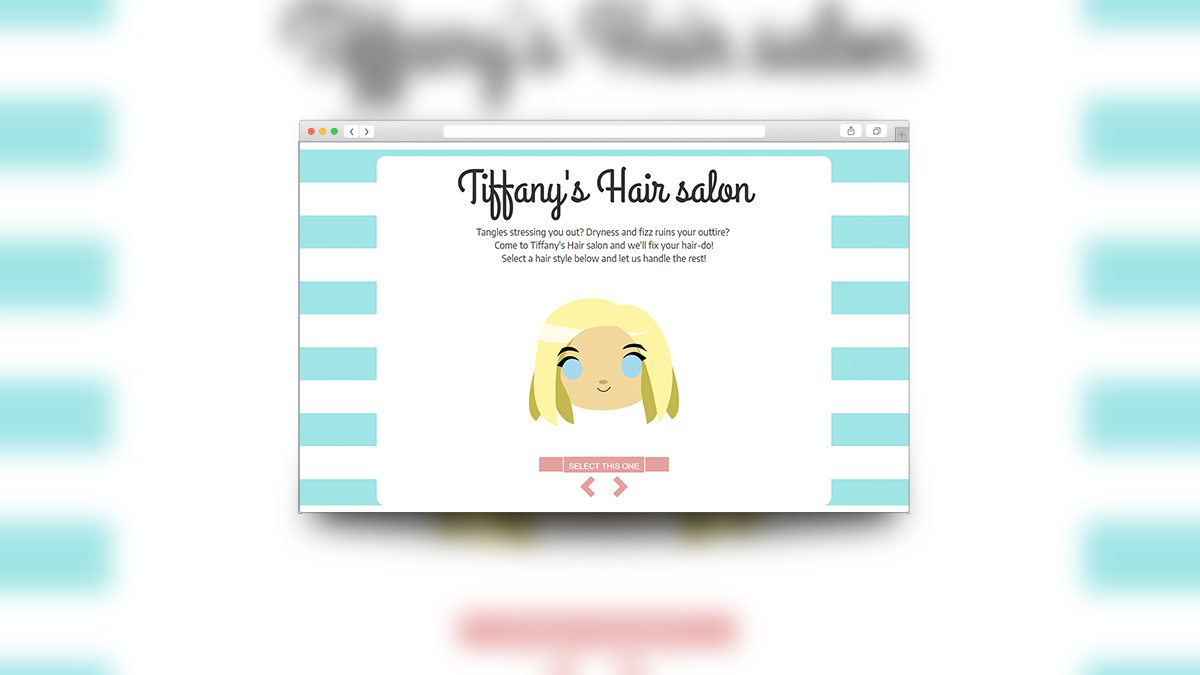 Tiffany's Hair salon
Tangles stressing you out? Dryness and fizz ruins your outtire?
Come to Tiffany's Hair salon and we'll fix your hair-do!
Select a hair style below and let us handle the rest!
SELECT THIS ONE